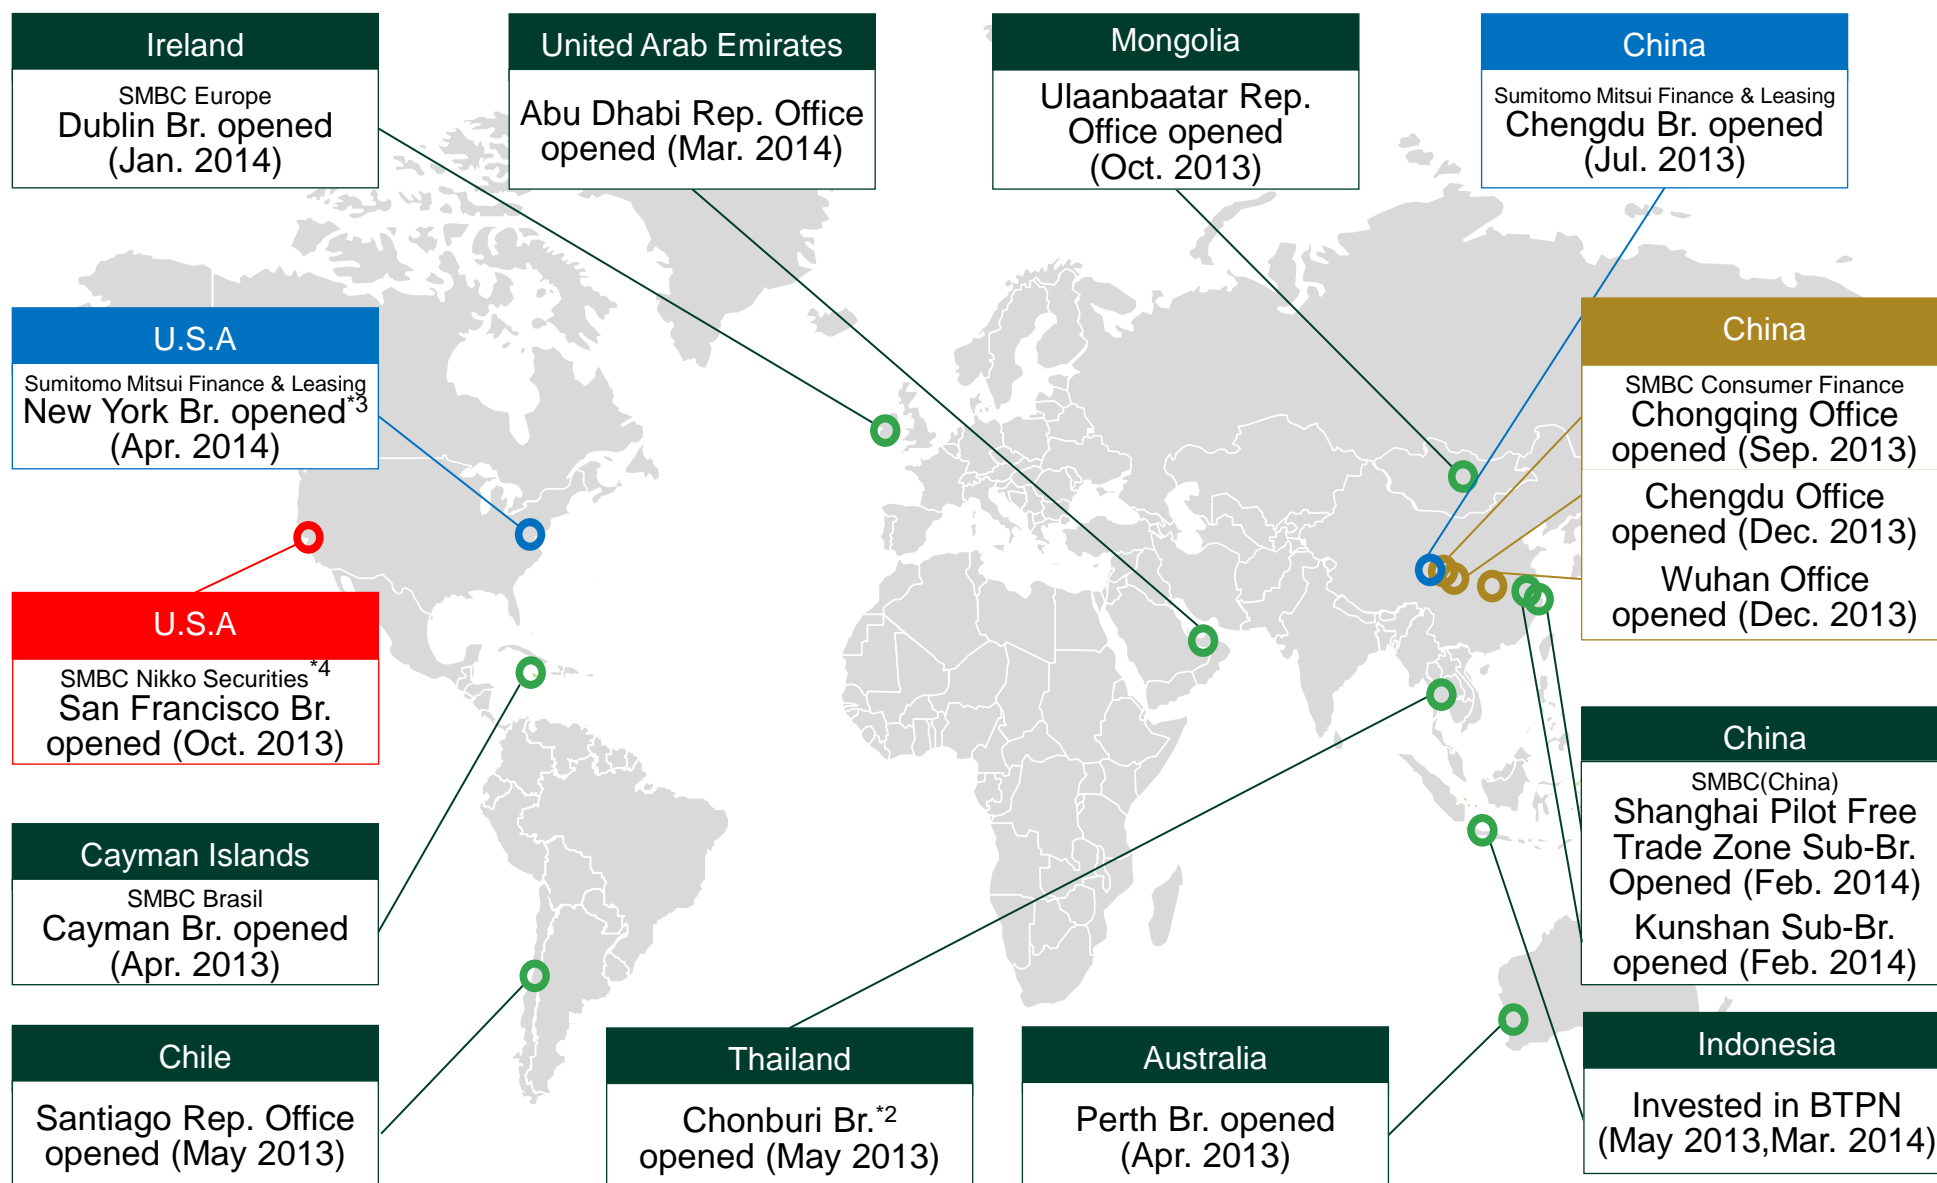 Ireland
SMBC Europe
Dublin Br. opened
(Jan. 2014)
United Arab Emirates
Abu Dhabi Rep. Office
opened (Mar. 2014)
Mongolia
Ulaanbaatar Rep.
Office opened
(Oct. 2013)
China
Sumitomo Mitsui Finance & Leasing
Chengdu Br. opened
(Jul. 2013)
U.S.A
Sumitomo Mitsui Finance & Leasing
New York Br. opened*3
(Apr. 2014)
China
SMBC Consumer Finance
Chongqing Office
opened (Sep. 2013)
Chengdu Office
opened (Dec. 2013)
Wuhan Office
opened (Dec. 2013)
U.S.A
SMBC Nikko Securities*4
San Francisco Br.
opened (Oct. 2013)
China
SMBC(China)
Shanghai Pilot Free
Trade Zone Sub-Br.
Opened (Feb. 2014)
Kunshan Sub-Br.
opened (Feb. 2014)
Cayman Islands
SMBC Brasil
Cayman Br. opened
(Apr. 2013)
Chile
Santiago Rep. Office
opened (May 2013)
Thailand
Chonburi Br.*2
opened (May 2013)
Australia
Perth Br. opened
(Apr. 2013)
Indonesia
Invested in BTPN
(May 2013,Mar. 2014)